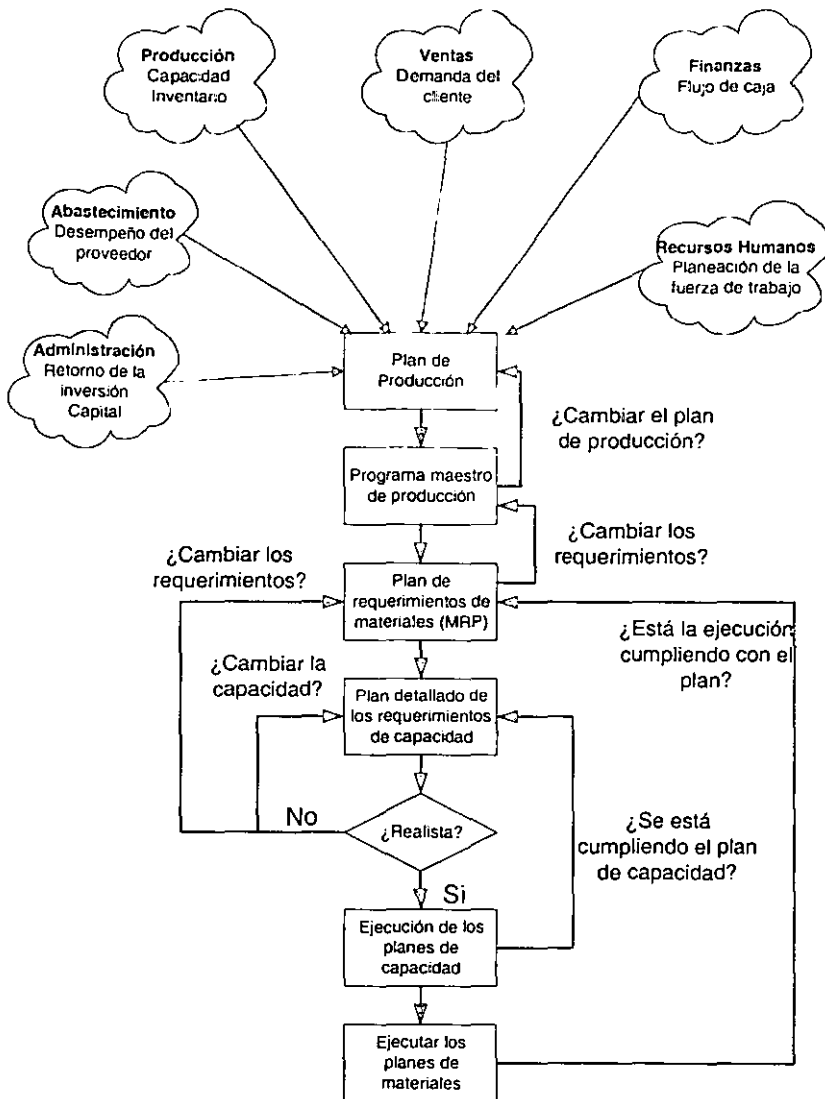 Producción
Capacidad
Inventario
Ventas
Demanda del
cliente
Finanzas
Flujo de caja
Abastecimiento
Desempeño del
proveedor
Recursos Humanos
Planeación de la
fuerza de trabajo
Administración
Retorno de la
inversión
Capital
Plan de
Producción
¿Cambiar el plan
de producción?
Programa maestro
de producción
¿Cambiar los
requerimientos?
¿Cambiar los
requerimientos?
Plan de
requerimientos de
materiales (MRP)
¿Está la ejecución
cumpliendo con el
plan?
¿Cambiar la
capacidad?
Plan detallado de
los requerimientos
de capacidad
No
¿Realista?
¿Se está
cumpliendo el plan
de capacidad?
Sì
Ejecución de los
planes de
capacidad
Ejecutar los
planes de
materiales